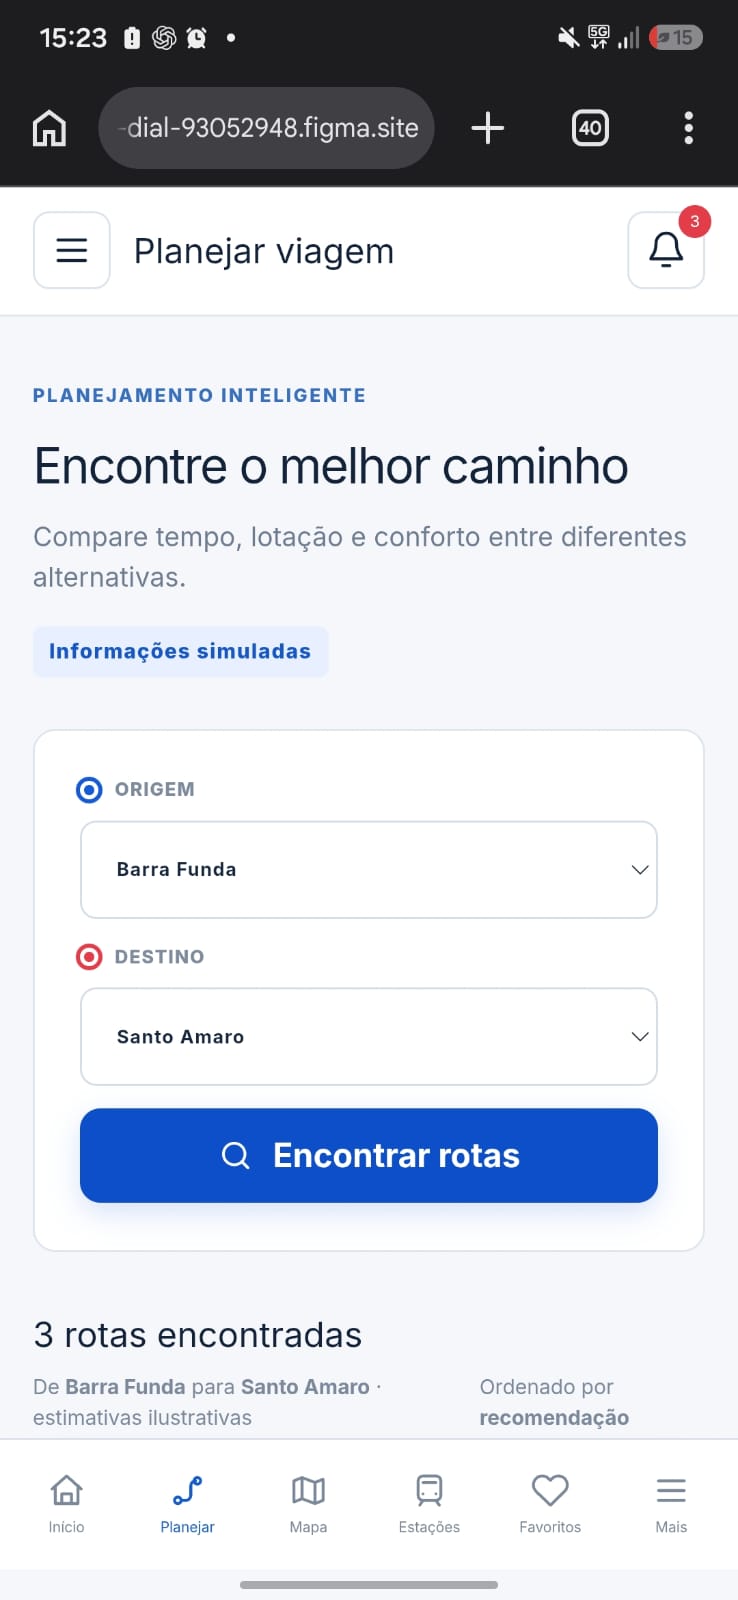 15:23
5G
15
-dial-93052948.figma.site
40
Planejar viagem
3
PLANEJAMENTO INTELIGENTE
Encontre o melhor caminho
Compare tempo, lotação e conforto entre diferentes
alternativas.
Informações simuladas
ORIGEM
Barra Funda
DESTINO
Santo Amaro
Encontrar rotas
3 rotas encontradas
De Barra Funda para Santo Amaro ·
estimativas ilustrativas
Ordenado por
recomendação
Início
Planejar
Mapa
Estações
Favoritos
Mais